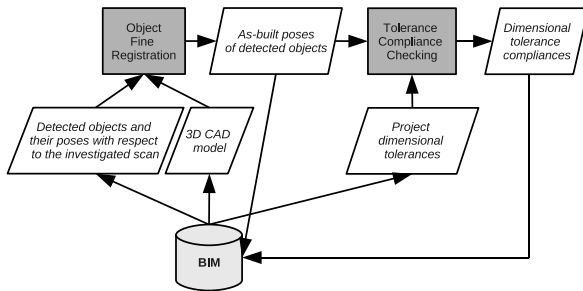 Object
Fine
Registration
As-built poses
of detected objects
Tolerance
Compliance
Checking
Dimensional
tolerance
compliances
Detected objects and
their poses with respect
to the investigated scan
3D CAD
model
Project
dimensional
tolerances
BIM